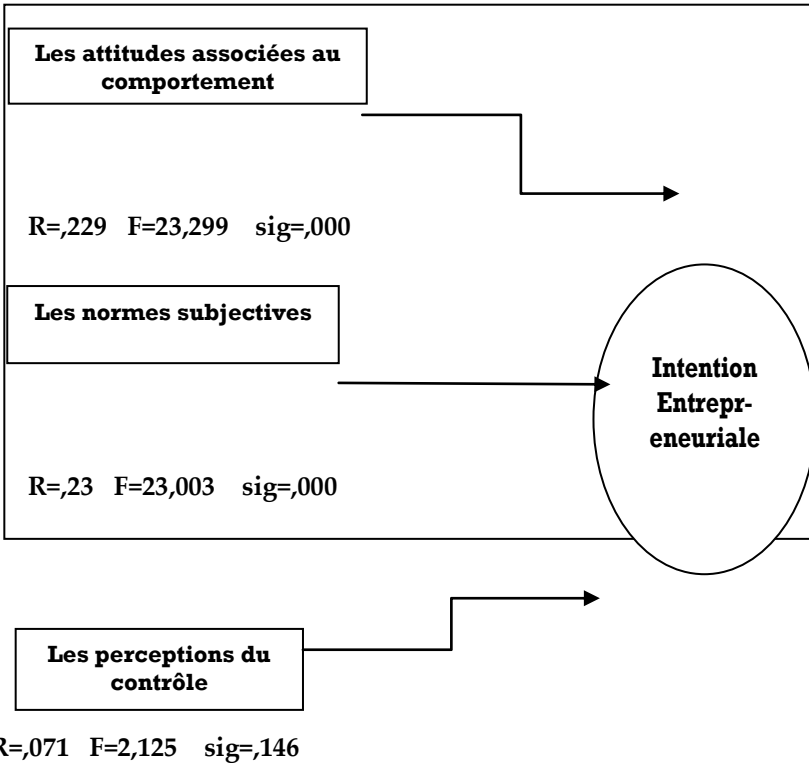 Les attitudes associées au
comportement
R=,229 F=23,299 sig=,000
Les normes subjectives
R=,23 F=23,003 sig=,000
Intention
Entrepr-
eneuriale
Les perceptions du
contrôle
R=,071 F=2,125 sig=,146